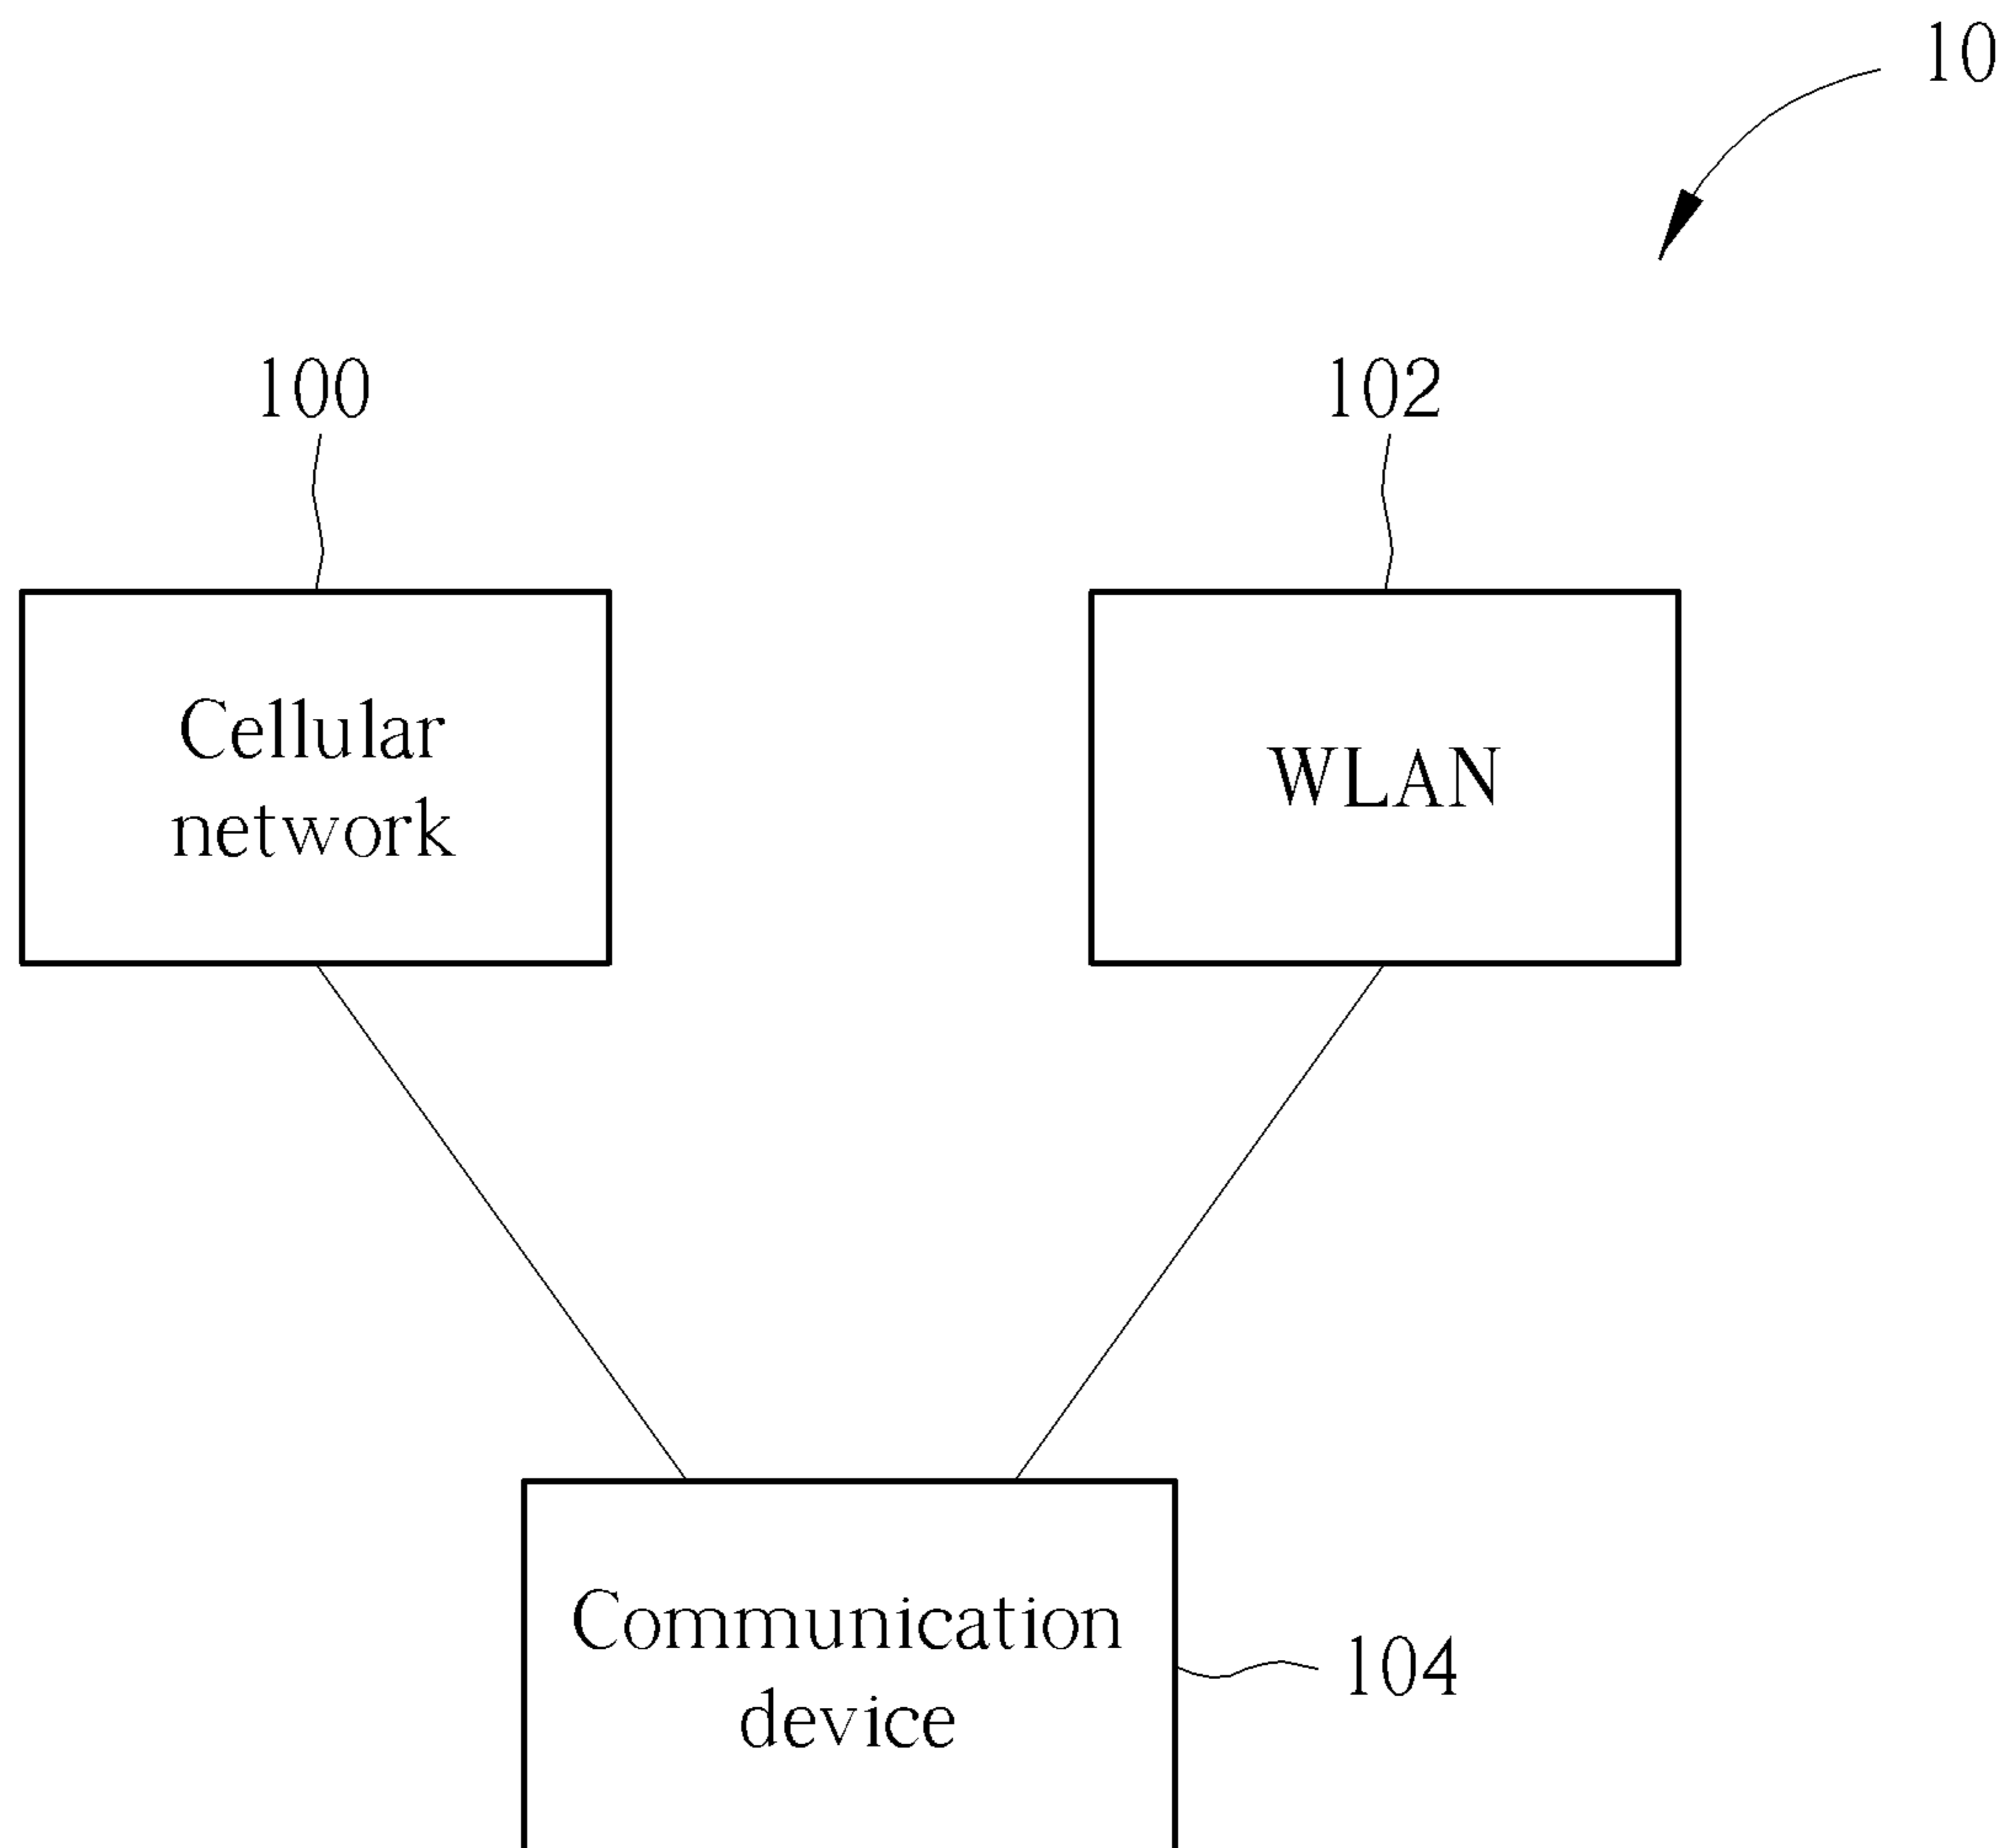 10
100
102
Cellular
network
WLAN
Communication
device
104